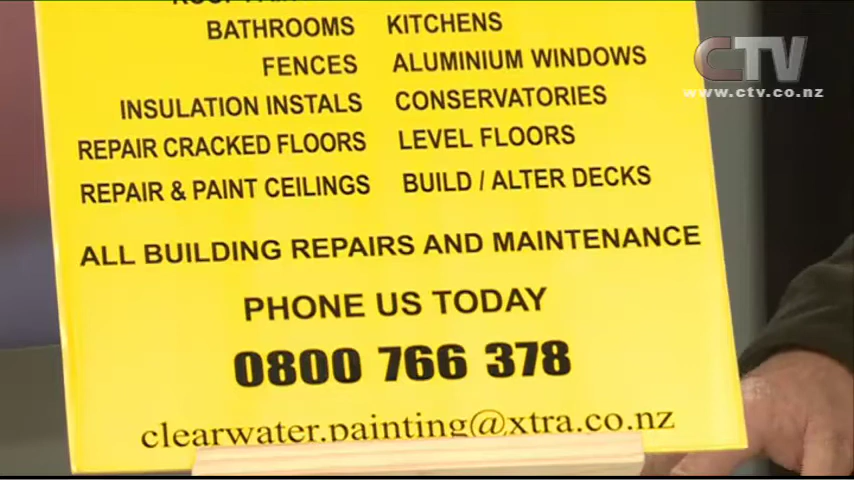 BATHROOMS KITCHENS
FENCES ALUMINIUM WINDOWS
INSULATION INSTALS CONSERVATORIES
REPAIR CRACKED FLOORS LEVEL FLOORS
REPAIR & PAINT CEILINGS BUILD / ALTER DECKS
ALL BUILDING REPAIRS AND MAINTENANCE
PHONE US TODAY
0800 766 378
clearwater.painting@xtra.co.nz
CTV
www.ctv.co.nz